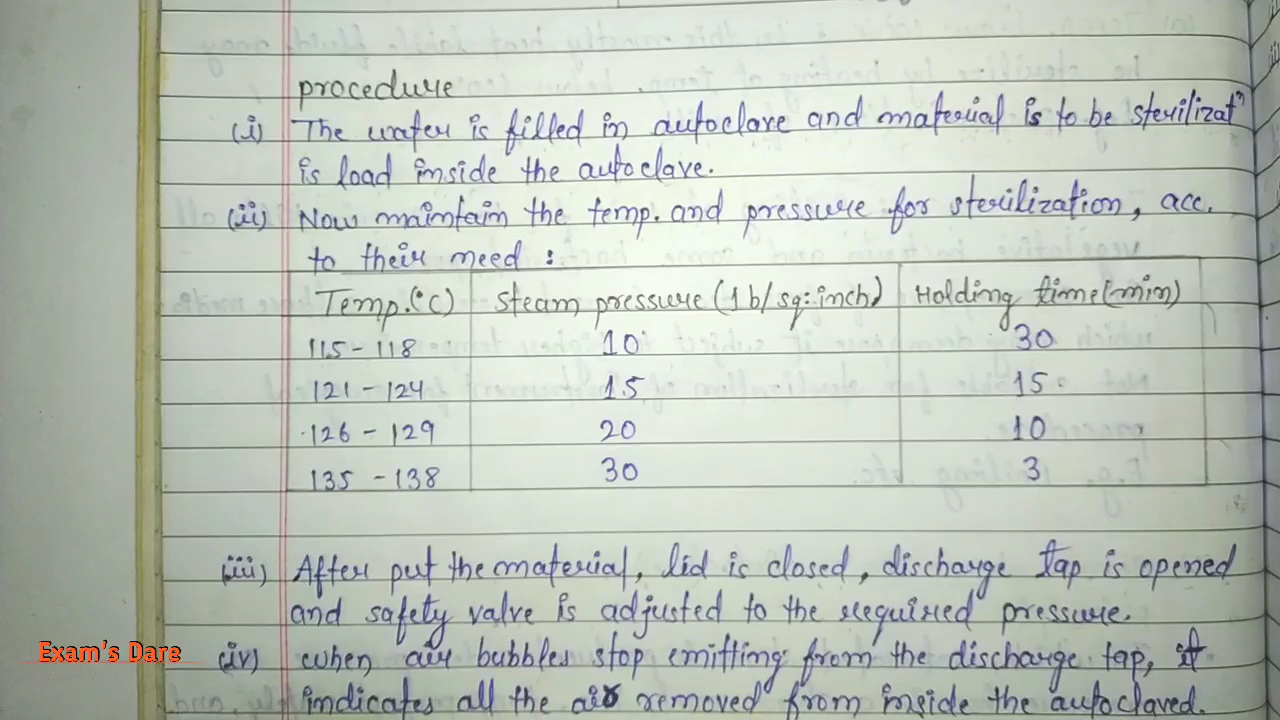 procedure
(i) The water is filled in autoclave and material is to be sterilizatⁿ
is load inside the autoclave.
(ii) Now maintain the temp. and pressure for sterilization, acc.
to their need :
Temp.(°C) Steam pressure (1b/sq:inch) Holding time(min)
115-118 10 30
121-124 15 15
126-129 20 10
135-138 30 3
(iii) After put the material, lid is closed, discharge tap is opened
and safety valve is adjusted to the required pressure.
Exam's Dare
(iv) when air bubbles stop emitting from the discharge tap, it
indicates all the air removed from inside the autoclaved.